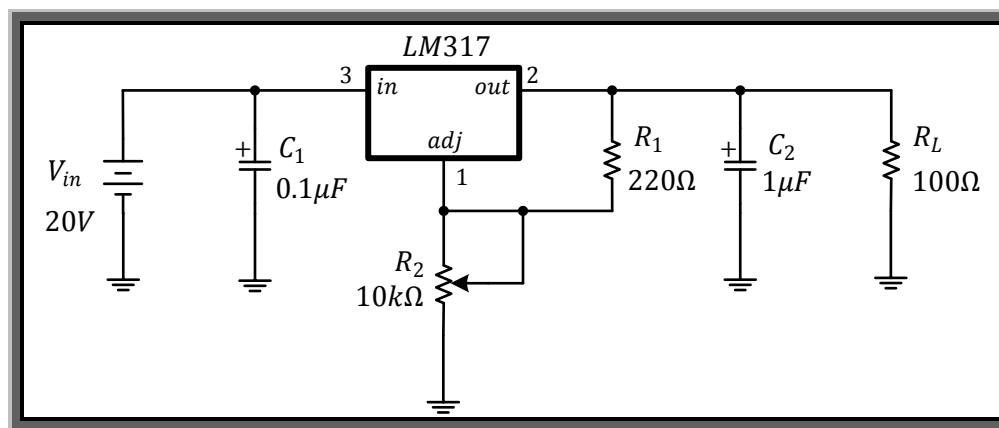 LM317
3
in
out
2
adj
1
V_in
20V
+
C_1
0.1μF
R_1
220Ω
+
C_2
1μF
R_L
100Ω
R_2
10kΩ